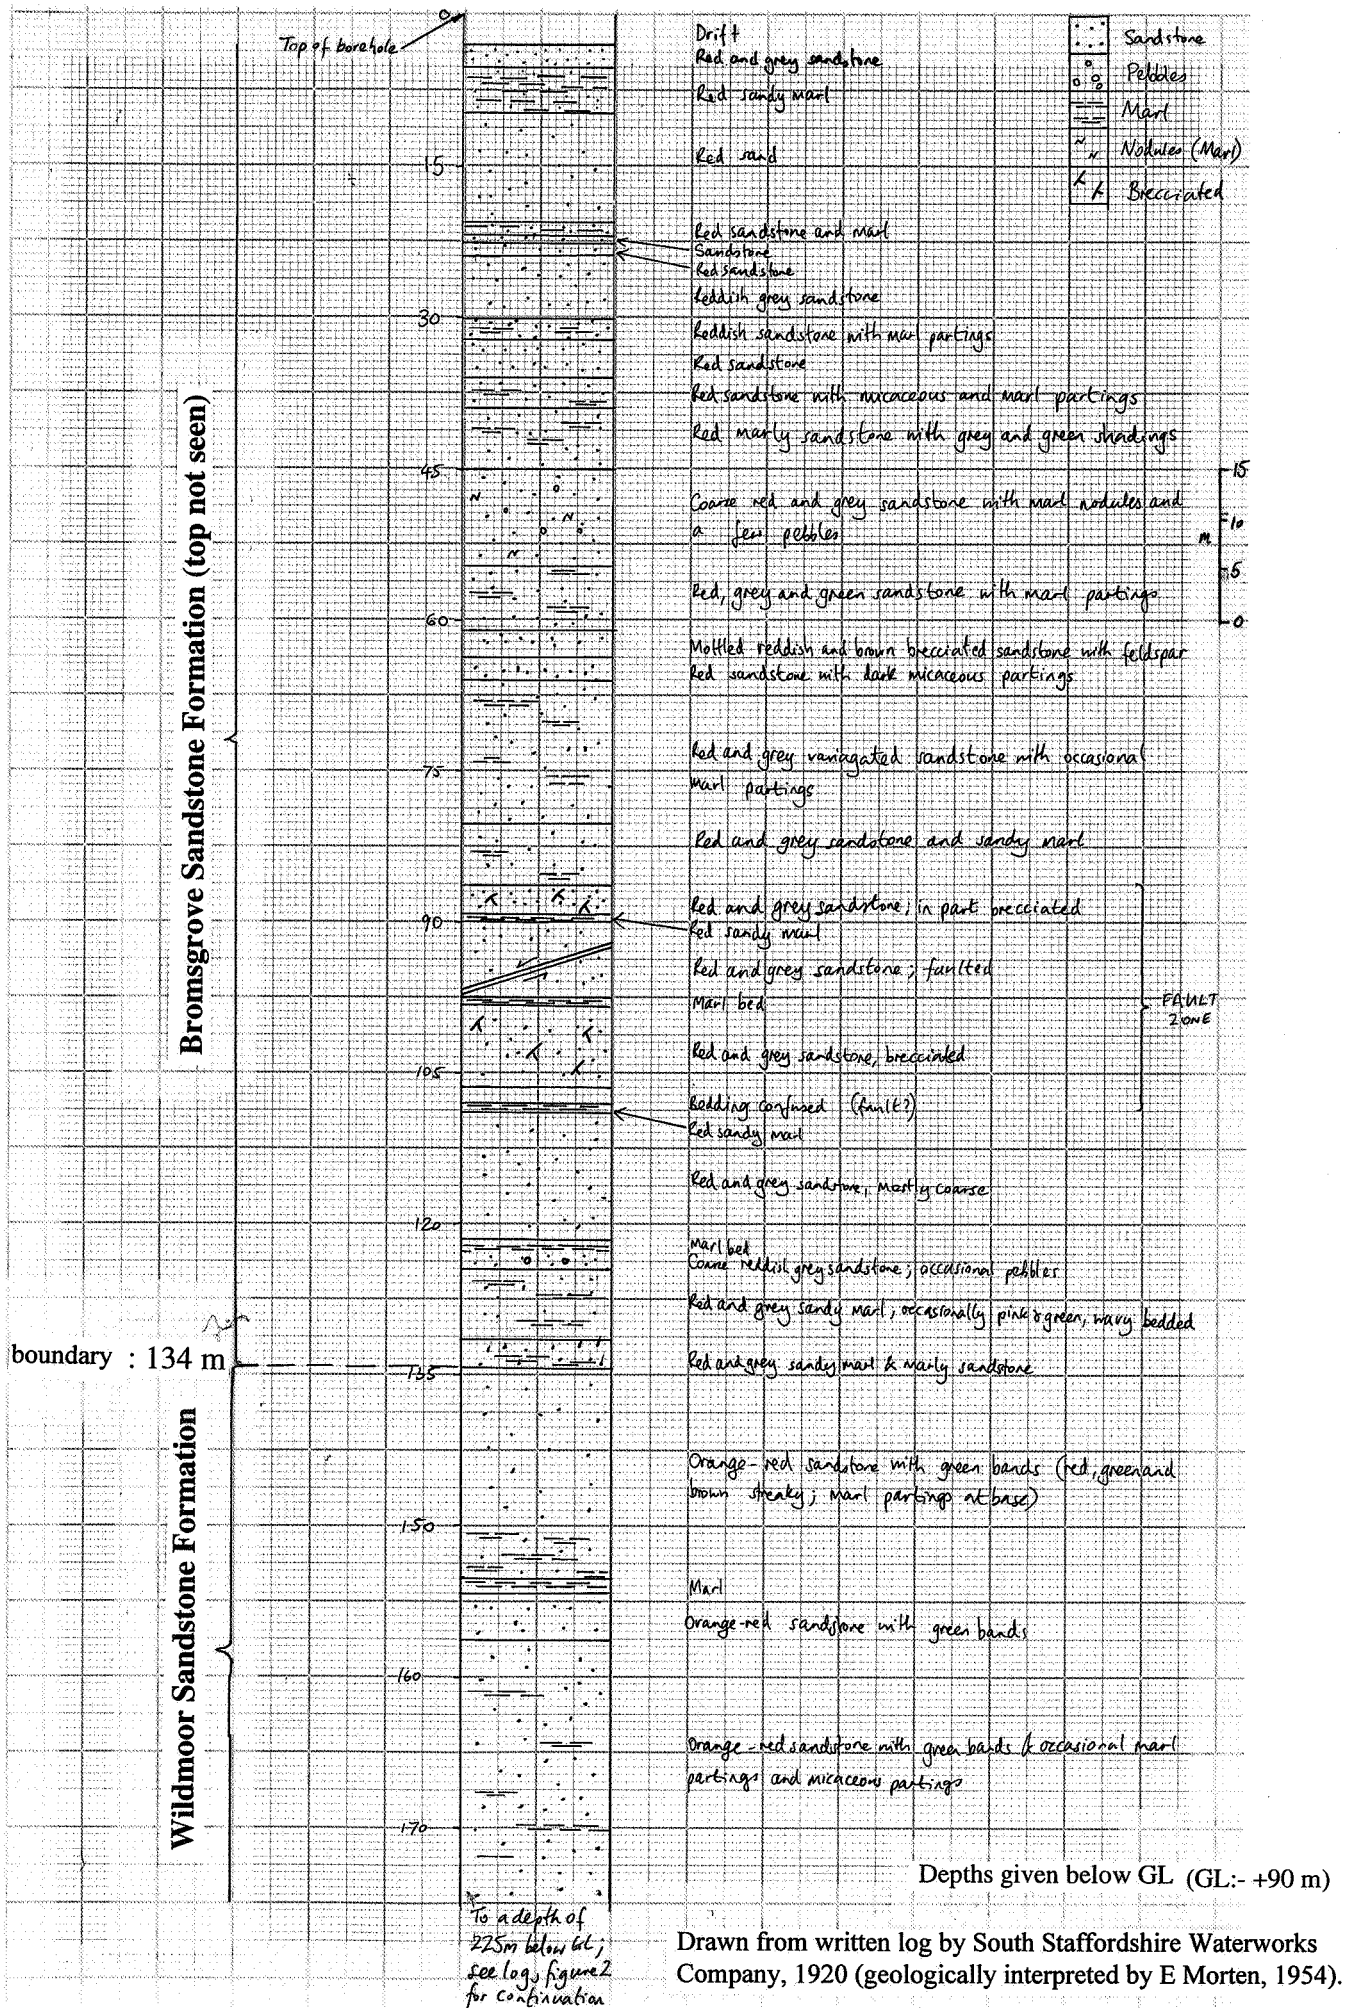 0
Top of borehole
Drift
Red and grey sandstone
Red sandy marl
Red sand
15
Red sandstone and marl
Sandstone
Red sandstone
Reddish grey sandstone
30
Reddish sandstone with marl partings
Red sandstone
Red sandstone with micaceous and marl partings
Red marly sandstone with grey and green shadings
45
Coarse red and grey sandstone with marl nodules and
a few pebbles
Red, grey and green sandstone with marl partings
60
Mottled reddish and brown brecciated sandstone with feldspar
Red sandstone with dark micaceous partings
Red and grey variagated sandstone with occasional
75
marl partings
Red and grey sandstone and sandy marl
Red and grey sandstone; in part brecciated
90
Red sandy marl
Red and grey sandstone; faulted
Marl bed
FAULT
ZONE
Red and grey sandstone, brecciated
105
Bedding confused (fault?)
Red sandy marl
Red and grey sandstone, mostly coarse
120
Marl bed
Coarse reddish grey sandstone; occasional pebbles
Red and grey sandy marl; occasionally pink & green, wavy bedded
boundary : 134 m
Red and grey sandy marl & marly sandstone
135
Orange-red sandstone with green bands (red, green and
brown streaky; marl partings at base)
150
Marl
Orange-red sandstone with green bands
160
Orange-red sandstone with green bands & occasional marl
partings and micaceous partings
170
Sandstone
Pebbles
Marl
Nodules (Marl)
Brecciated
15
10
m
5
0
Bromsgrove Sandstone Formation (top not seen)
Wildmoor Sandstone Formation
Depths given below GL (GL:- +90 m)
To a depth of
225m below GL;
see log, figure 2
for continuation
Drawn from written log by South Staffordshire Waterworks
Company, 1920 (geologically interpreted by E Morten, 1954).